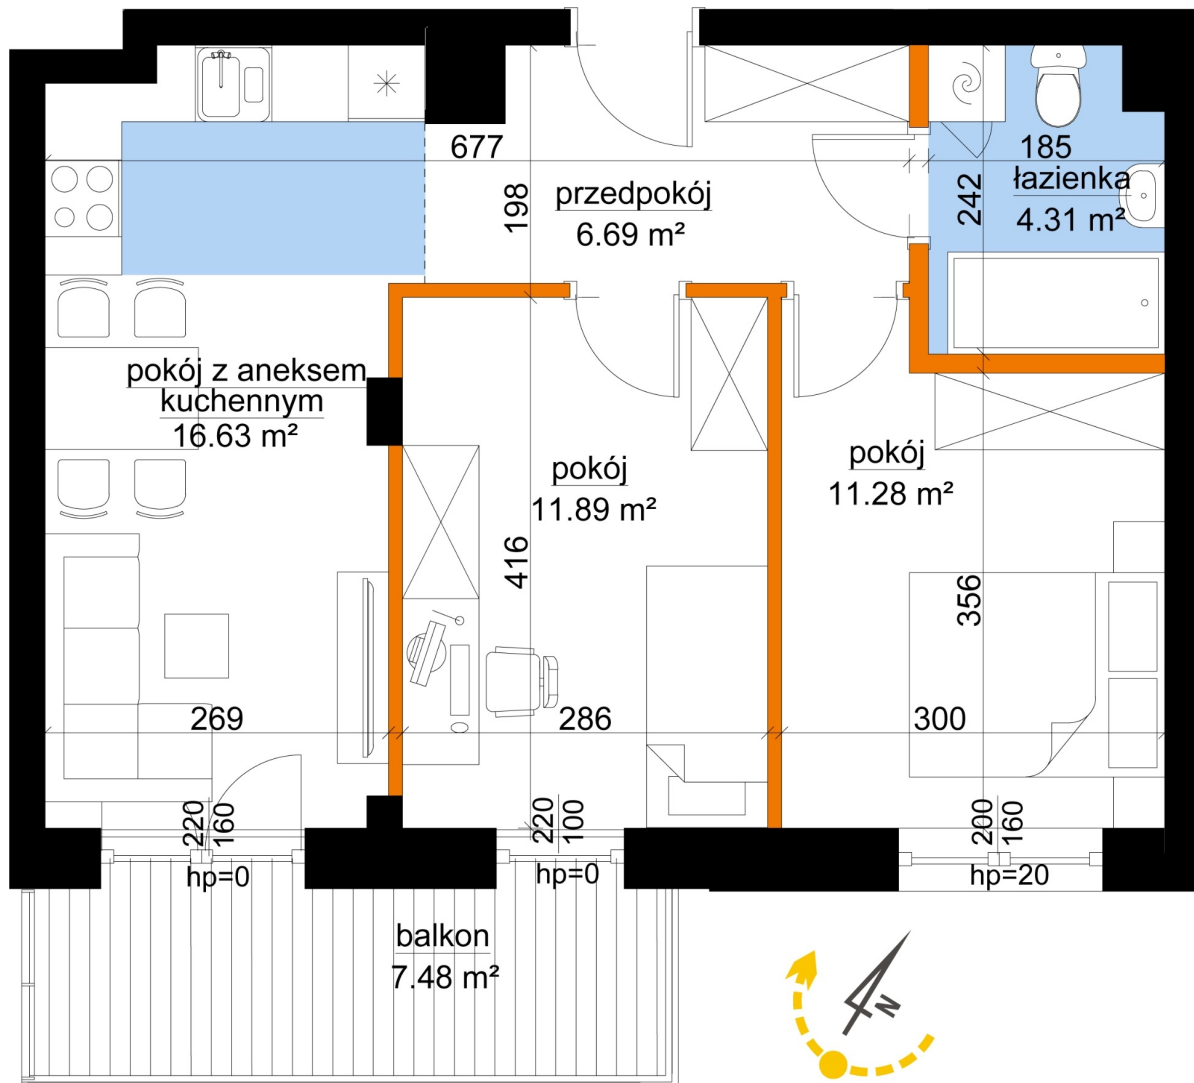 677
185
198
przedpokój
6.69 m²
242
łazienka
4.31 m²
pokój z aneksem
kuchennym
16.63 m²
pokój
11.89 m²
pokój
11.28 m²
416
356
269
286
300
220
160
hp=0
220
100
hp=0
200
160
hp=20
balkon
7.48 m²
N